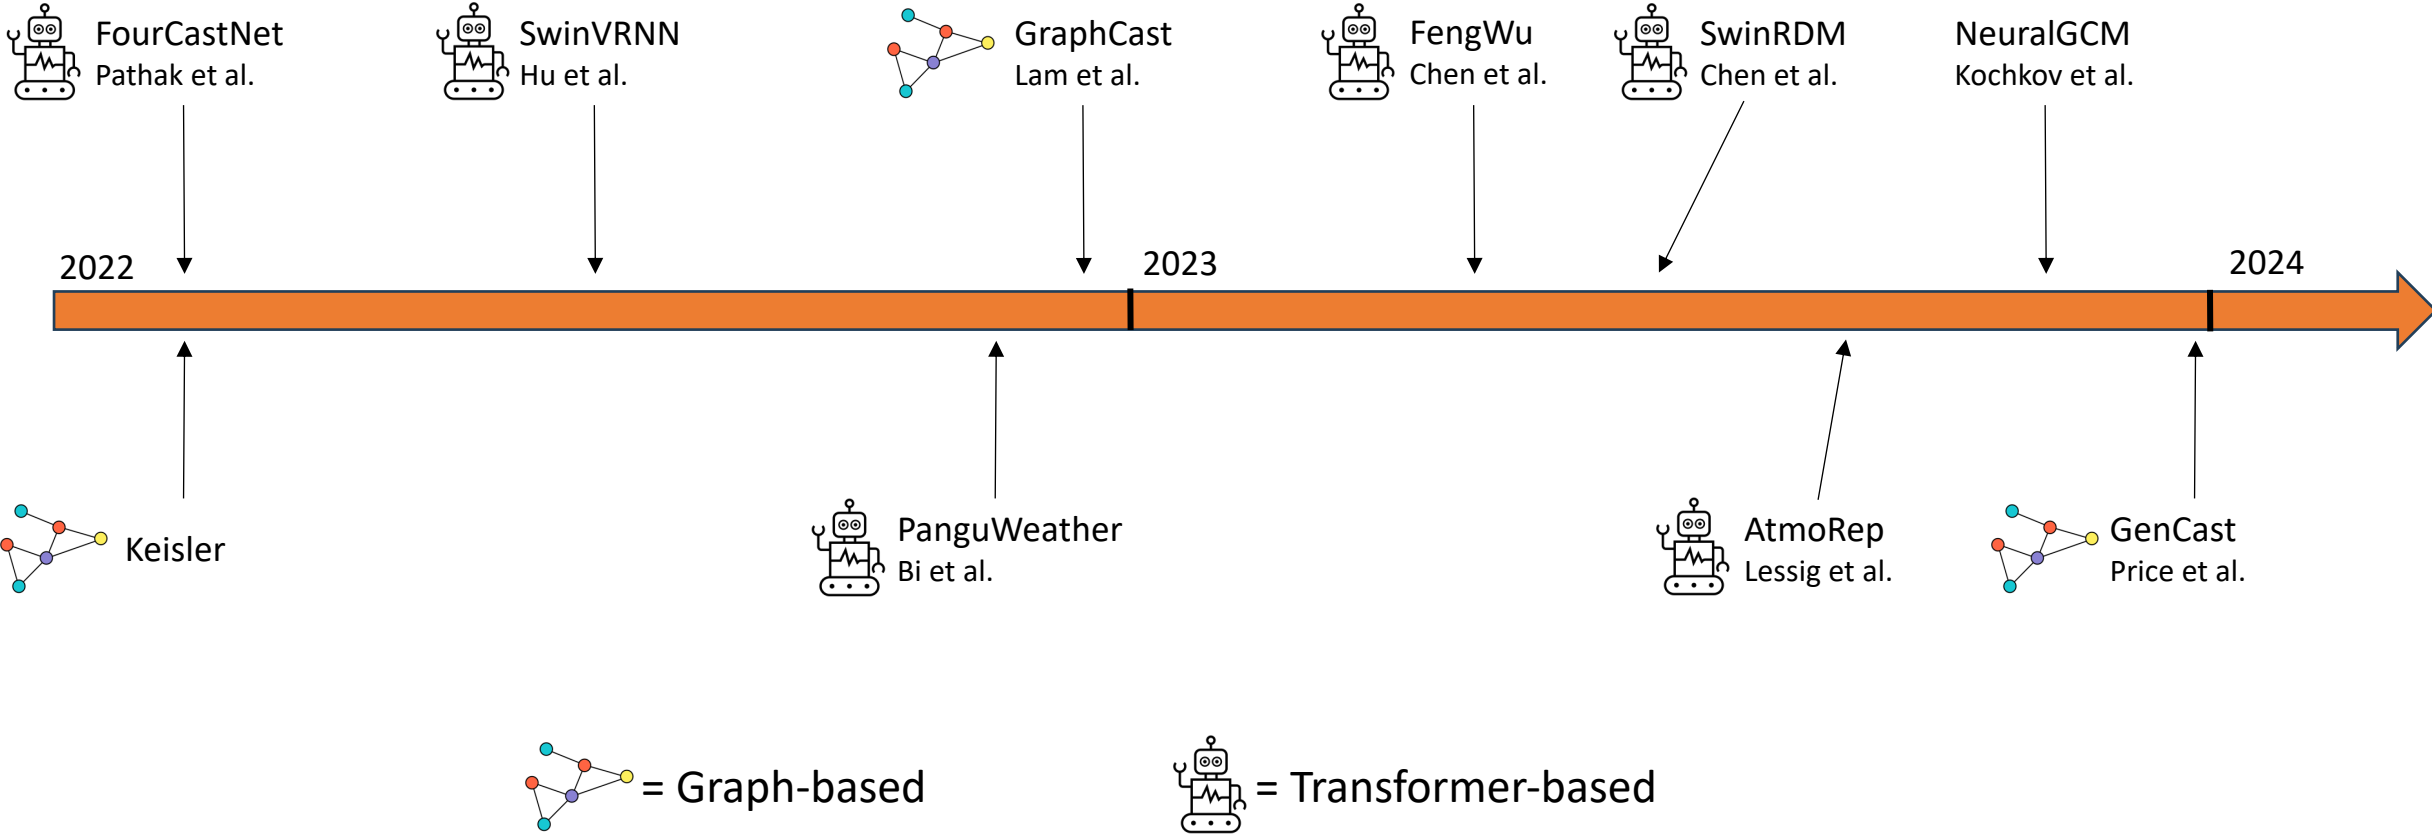 FourCastNet
Pathak et al.
SwinVRNN
Hu et al.
GraphCast
Lam et al.
FengWu
Chen et al.
SwinRDM
Chen et al.
NeuralGCM
Kochkov et al.
2022
2023
2024
Keisler
PanguWeather
Bi et al.
AtmoRep
Lessig et al.
GenCast
Price et al.
= Graph-based
= Transformer-based